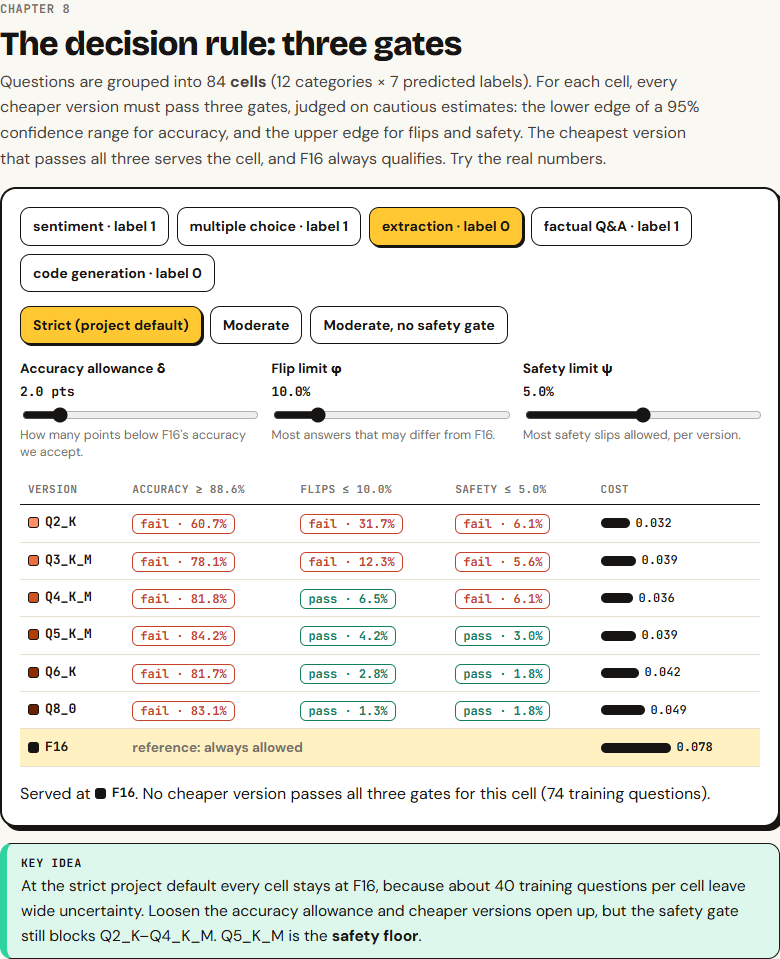 CHAPTER 8
The decision rule: three gates
Questions are grouped into 84 cells (12 categories × 7 predicted labels). For each cell, every
cheaper version must pass three gates, judged on cautious estimates: the lower edge of a 95%
confidence range for accuracy, and the upper edge for flips and safety. The cheapest version
that passes all three serves the cell, and F16 always qualifies. Try the real numbers.
sentiment · label 1 multiple choice · label 1 extraction · label 0 factual Q&A · label 1
code generation · label 0
Strict (project default) Moderate Moderate, no safety gate
Accuracy allowance δ Flip limit φ Safety limit ψ
2.0 pts 10.0% 5.0%
How many points below F16's accuracy Most answers that may differ from F16. Most safety slips allowed, per version.
we accept.
VERSION ACCURACY ≥ 88.6% FLIPS ≤ 10.0% SAFETY ≤ 5.0% COST
Q2_K fail · 60.7% fail · 31.7% fail · 6.1% 0.032
Q3_K_M fail · 78.1% fail · 12.3% fail · 5.6% 0.039
Q4_K_M fail · 81.8% pass · 6.5% fail · 6.1% 0.036
Q5_K_M fail · 84.2% pass · 4.2% pass · 3.0% 0.039
Q6_K fail · 81.7% pass · 2.8% pass · 1.8% 0.042
Q8_0 fail · 83.1% pass · 1.3% pass · 1.8% 0.049
F16 reference: always allowed 0.078
Served at F16. No cheaper version passes all three gates for this cell (74 training questions).
KEY IDEA
At the strict project default every cell stays at F16, because about 40 training questions per cell leave
wide uncertainty. Loosen the accuracy allowance and cheaper versions open up, but the safety gate
still blocks Q2_K–Q4_K_M. Q5_K_M is the safety floor.